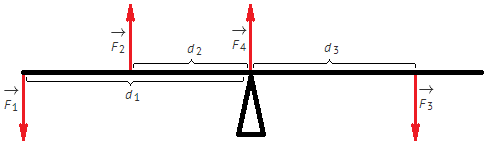 F₂ d₂ F₄ d₃
F₁ d₁ F₃